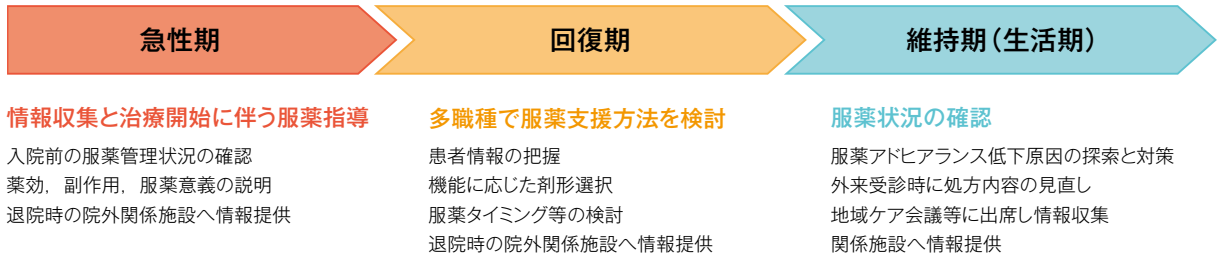 急性期
回復期
維持期（生活期）
情報収集と治療開始に伴う服薬指導
入院前の服薬管理状況の確認
薬効，副作用，服薬意義の説明
退院時の院外関係施設へ情報提供
多職種で服薬支援方法を検討
患者情報の把握
機能に応じた剤形選択
服薬タイミング等の検討
退院時の院外関係施設へ情報提供
服薬状況の確認
服薬アドヒアランス低下原因の探索と対策
外来受診時に処方内容の見直し
地域ケア会議等に出席し情報収集
関係施設へ情報提供